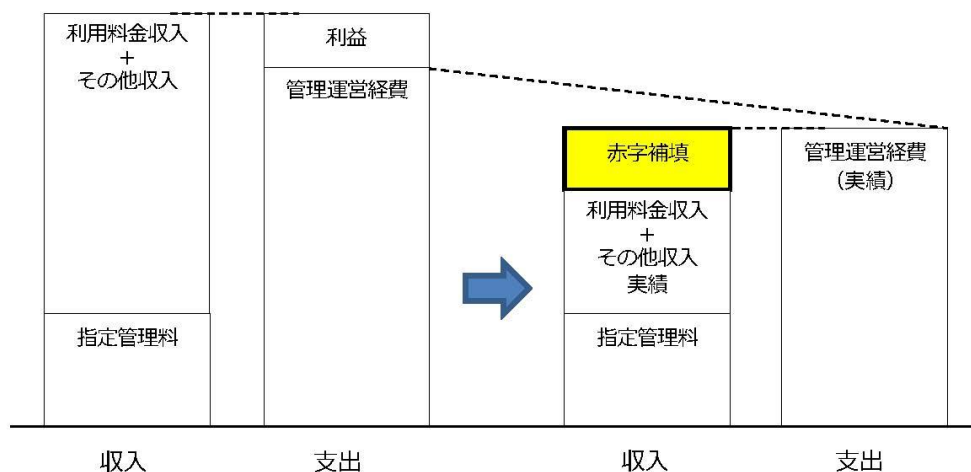 利用料金収入
+
その他収入
指定管理料
利益
管理運営経費
赤字補填
利用料金収入
+
その他収入
実績
指定管理料
管理運営経費
(実績)
収入
支出
収入
支出